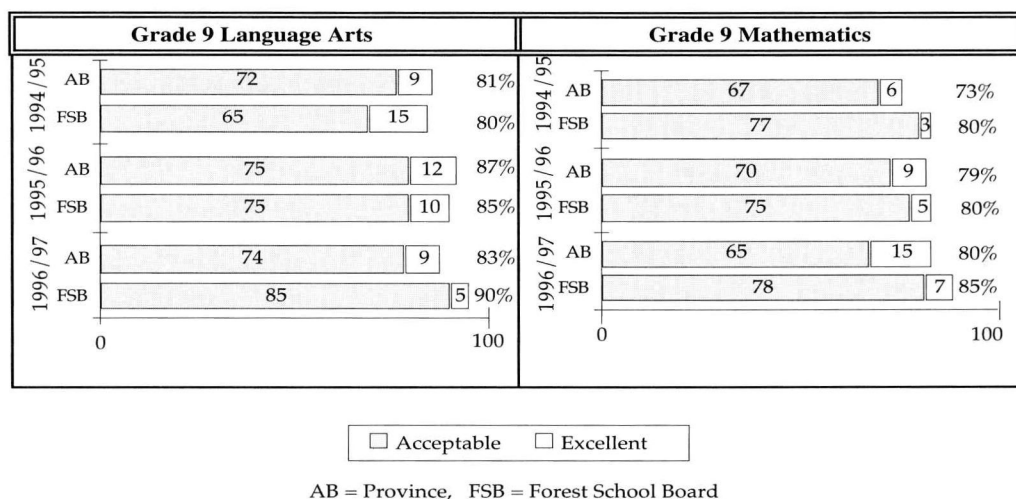 Grade 9 Language Arts
1994/95
AB 72 9 81%
FSB 65 15 80%
1995/96
AB 75 12 87%
FSB 75 10 85%
1996/97
AB 74 9 83%
FSB 85 5 90%
0 100
Grade 9 Mathematics
1994/95
AB 67 6 73%
FSB 77 3 80%
1995/96
AB 70 9 79%
FSB 75 5 80%
1996/97
AB 65 15 80%
FSB 78 7 85%
0 100
Acceptable Excellent
AB = Province, FSB = Forest School Board